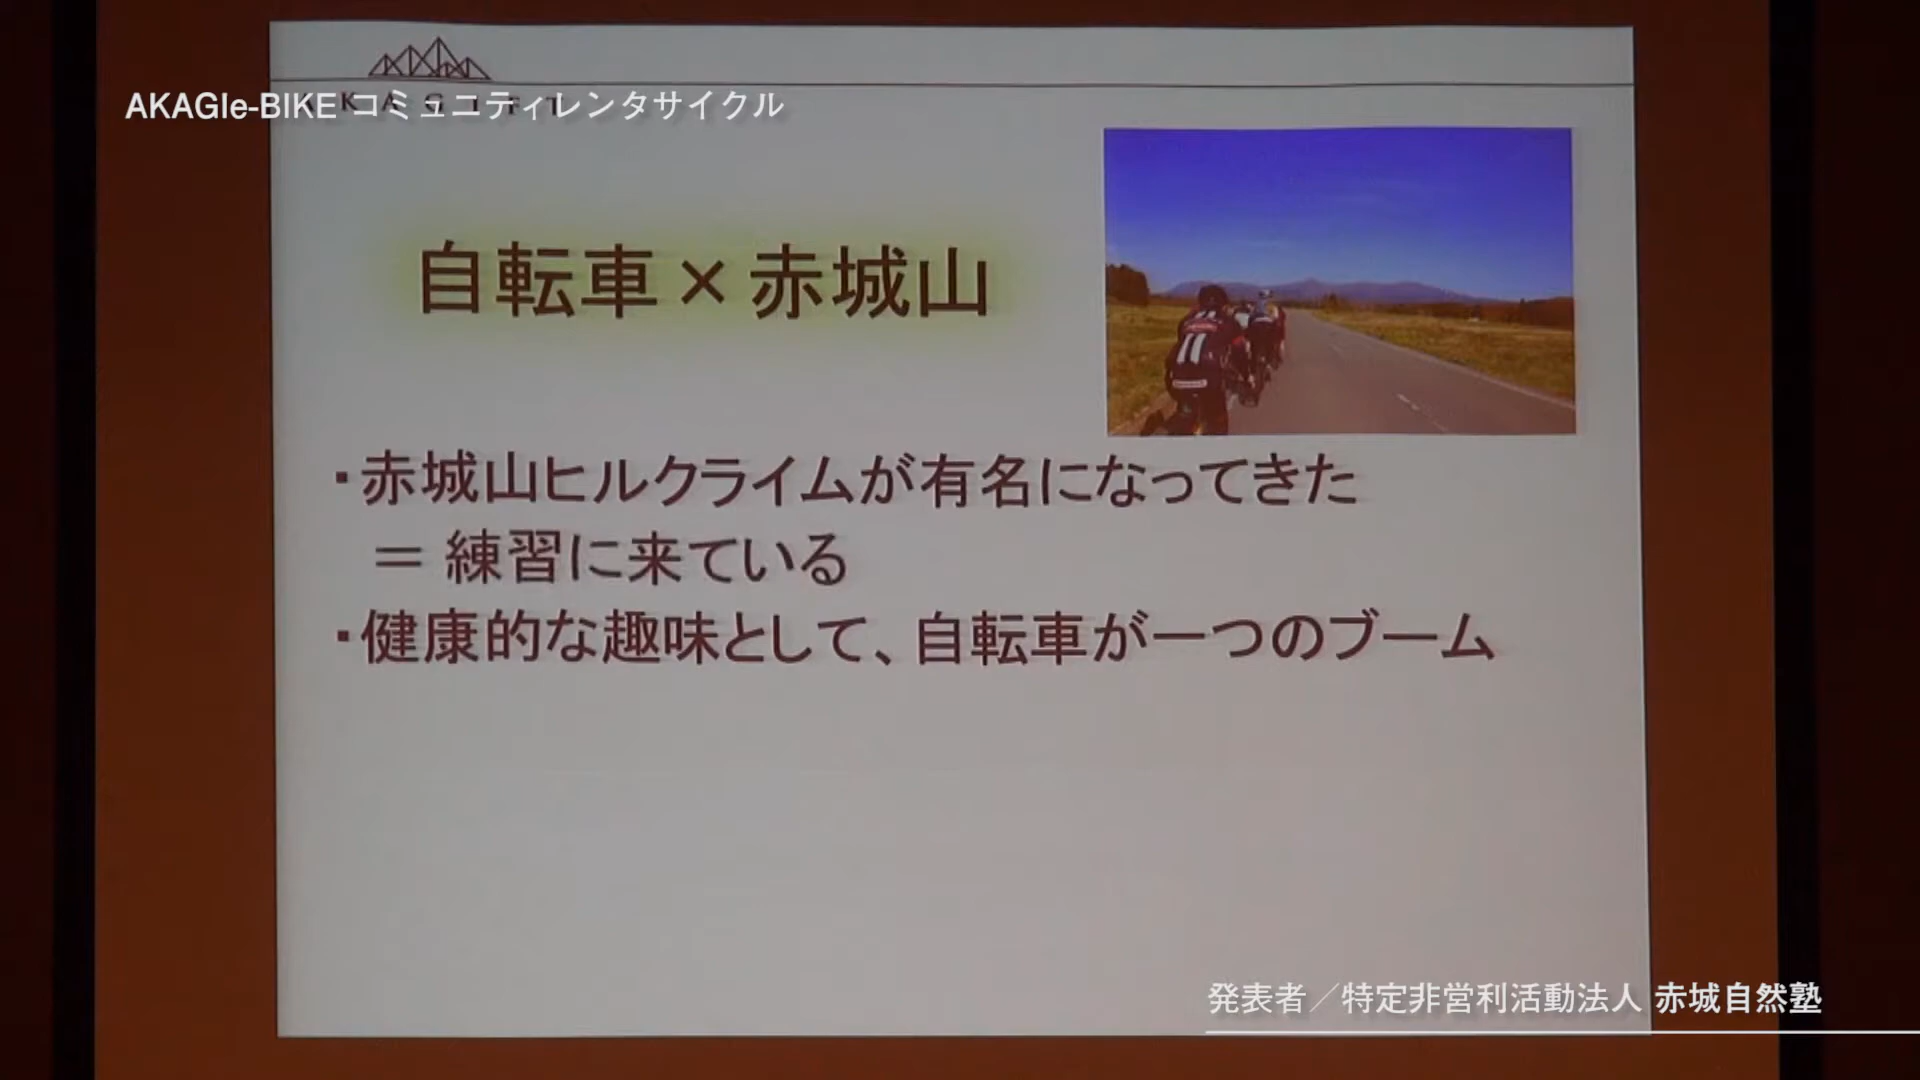 AKAGIe-BIKE コミュニティレンタサイクル
自転車×赤城山
・赤城山ヒルクライムが有名になってきた
＝ 練習に来ている
・健康的な趣味として、自転車が一つのブーム
発表者／特定非営利活動法人 赤城自然塾